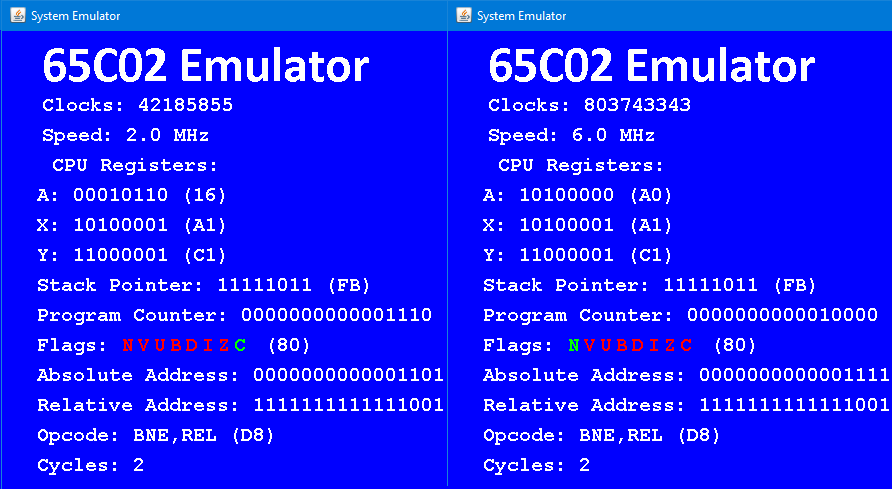 System Emulator
65C02 Emulator
Clocks: 42185855
Speed: 2.0 MHz
CPU Registers:
A: 00010110 (16)
X: 10100001 (A1)
Y: 11000001 (C1)
Stack Pointer: 11111011 (FB)
Program Counter: 0000000000001110
Flags: NVUBDIZC (80)
Absolute Address: 0000000000001101
Relative Address: 1111111111111001
Opcode: BNE,REL (D8)
Cycles: 2
System Emulator
65C02 Emulator
Clocks: 803743343
Speed: 6.0 MHz
CPU Registers:
A: 10100000 (A0)
X: 10100001 (A1)
Y: 11000001 (C1)
Stack Pointer: 11111011 (FB)
Program Counter: 0000000000010000
Flags: NVUBDIZC (80)
Absolute Address: 0000000000001111
Relative Address: 1111111111111001
Opcode: BNE,REL (D8)
Cycles: 2